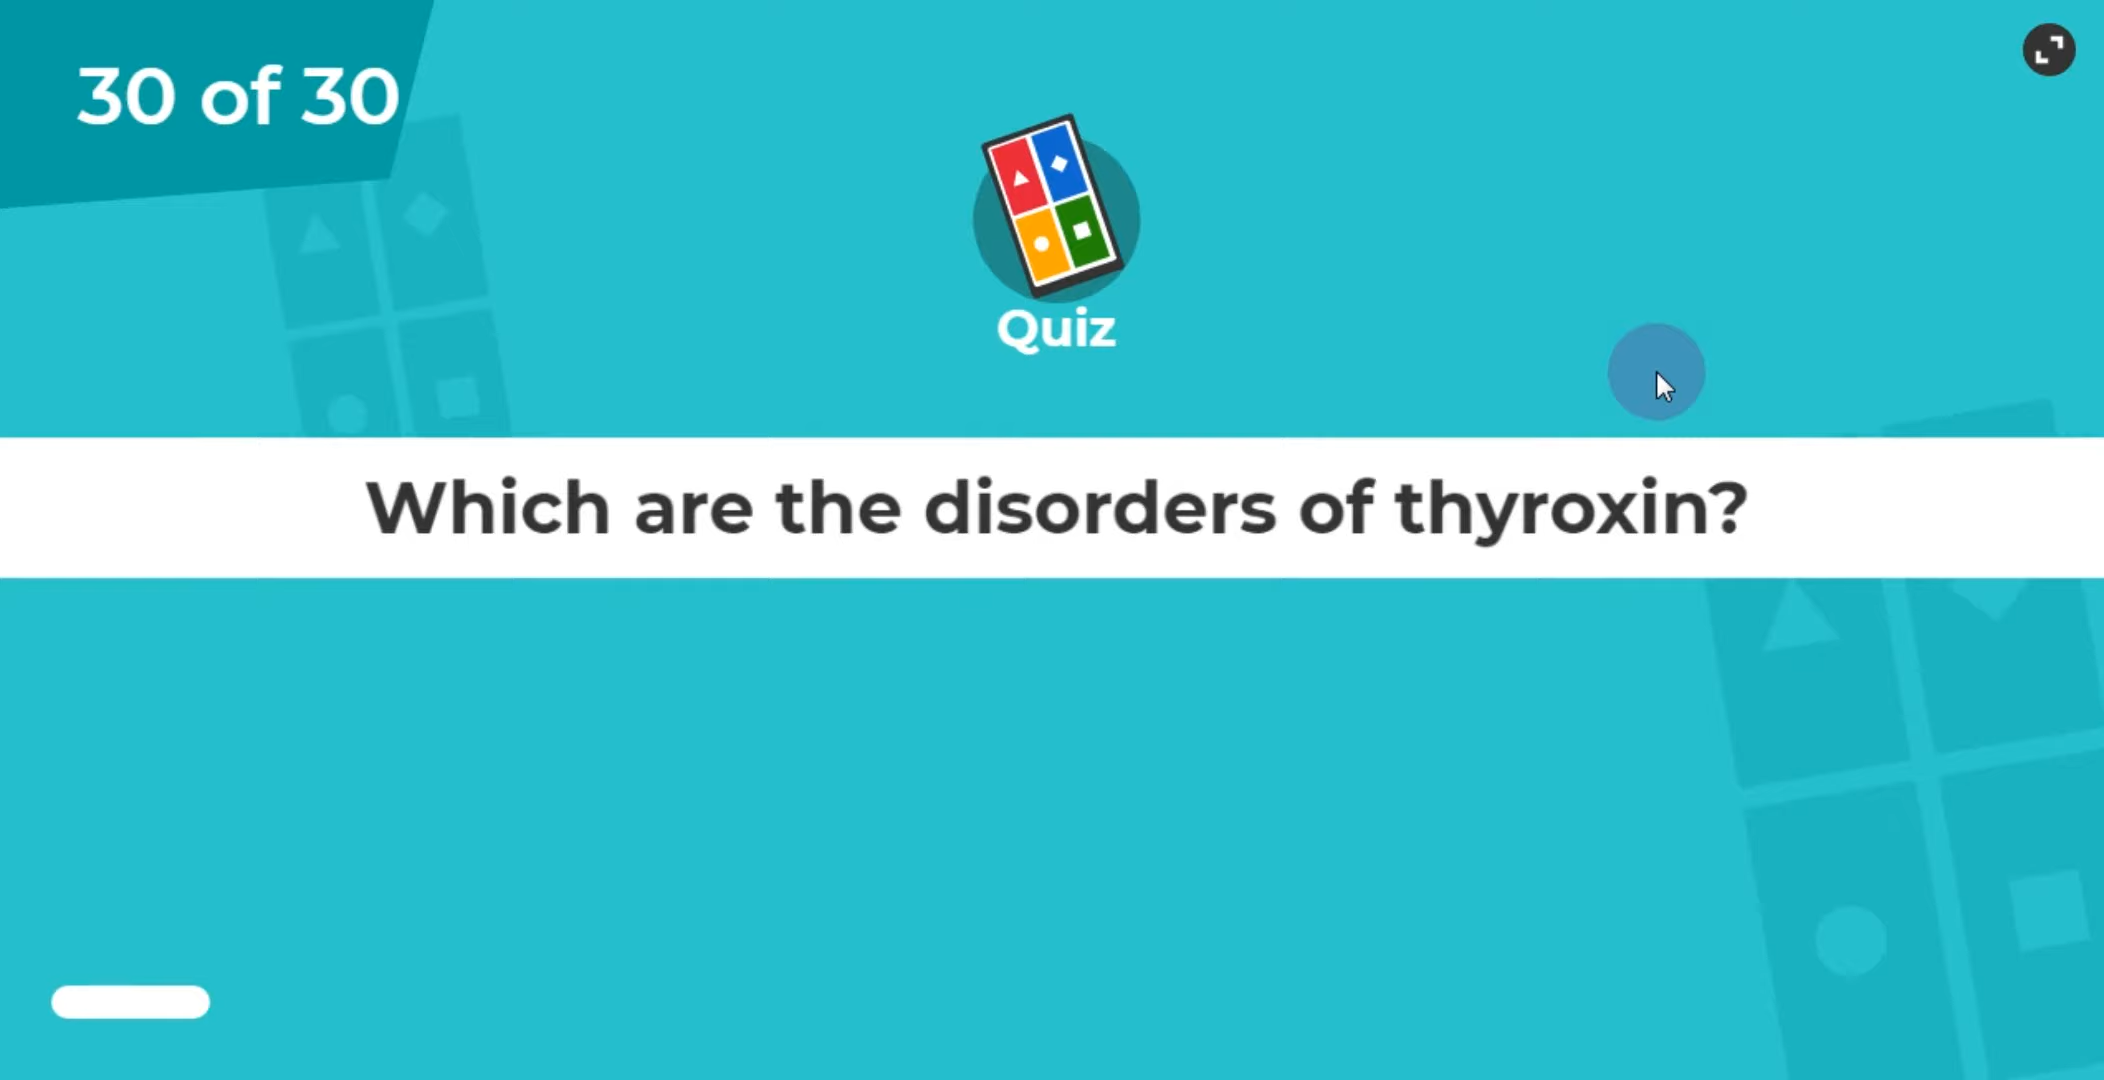 30 of 30
Quiz
Which are the disorders of thyroxin?